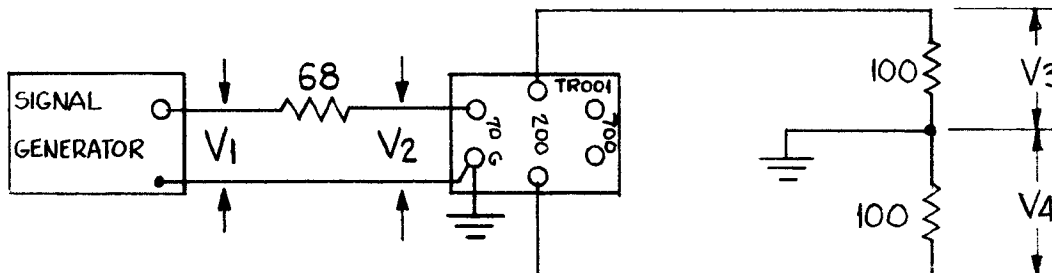 SIGNAL
GENERATOR
V1
68
V2
TR001
70
G
200
700
100
V3
100
V4